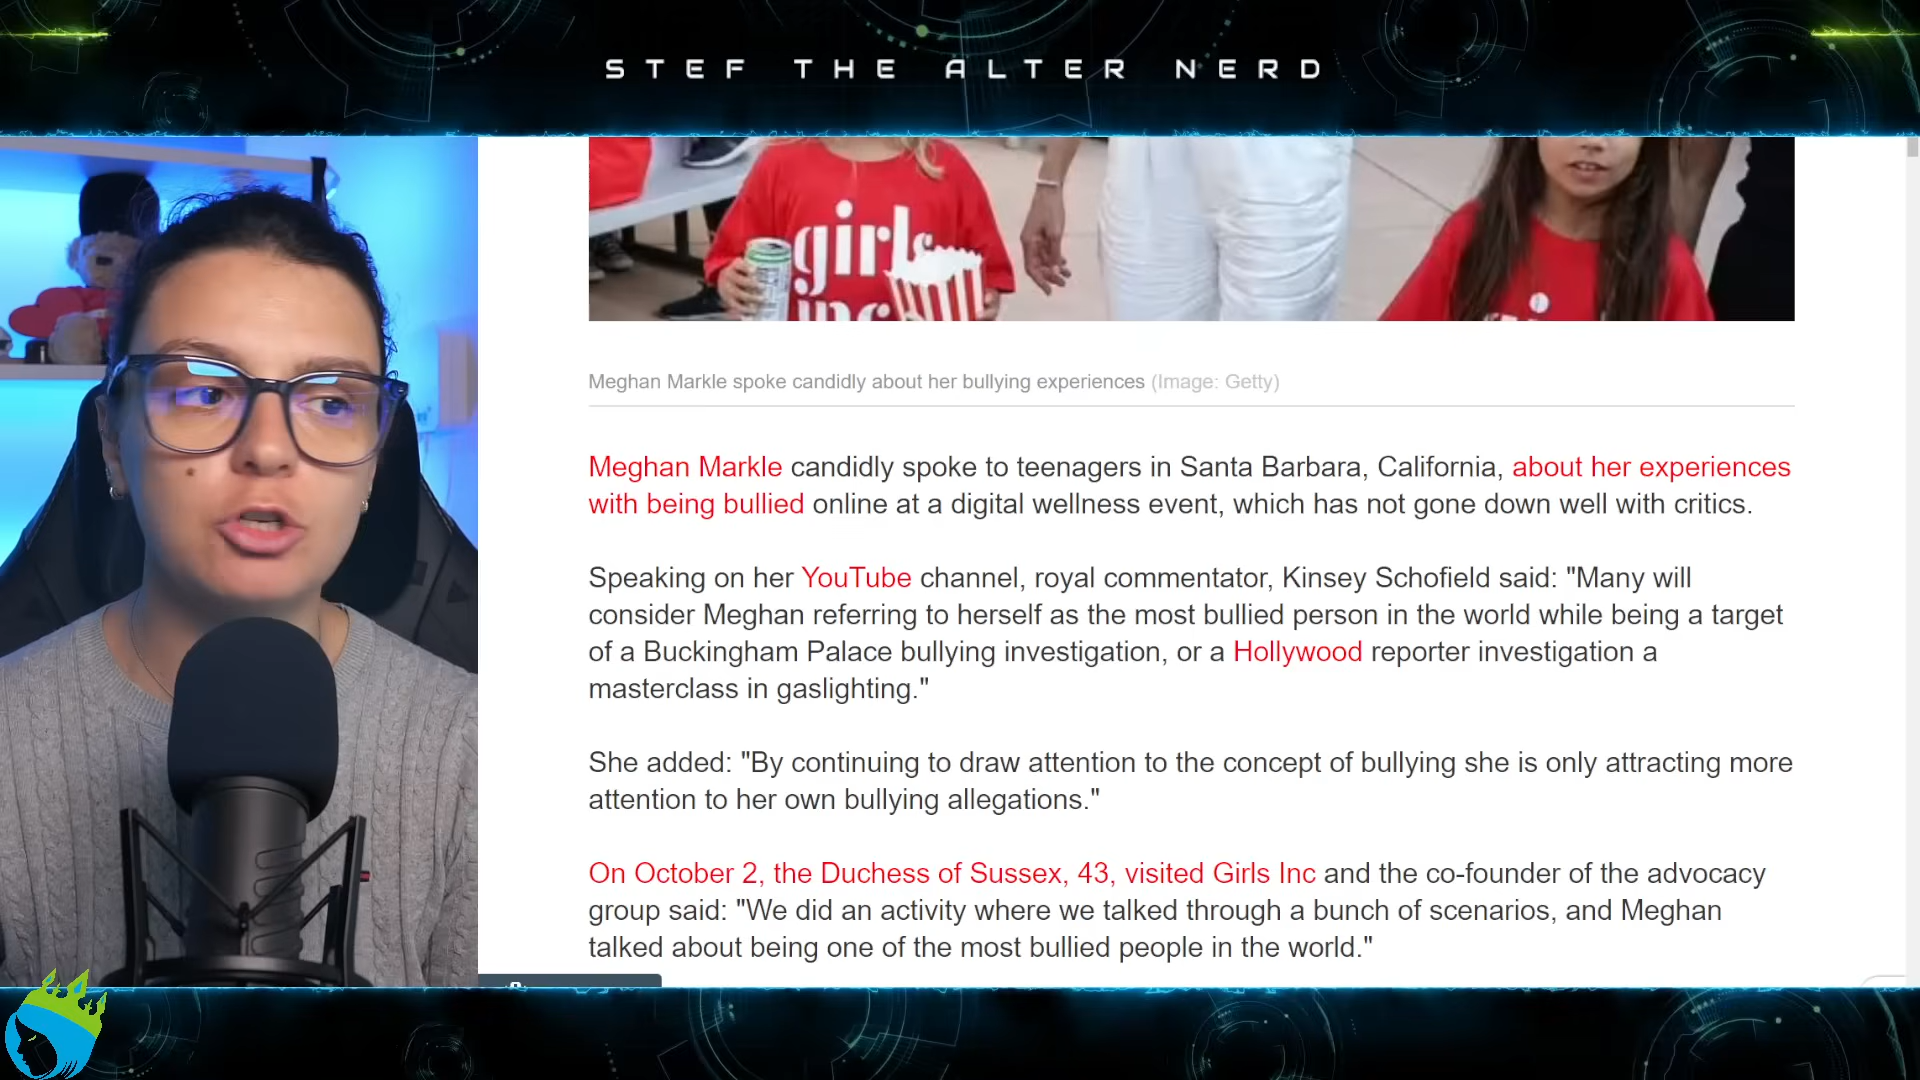 STEF THE ALTER NERD
girls
inc
Meghan Markle spoke candidly about her bullying experiences (Image: Getty)
Meghan Markle candidly spoke to teenagers in Santa Barbara, California, about her experiences
with being bullied online at a digital wellness event, which has not gone down well with critics.
Speaking on her YouTube channel, royal commentator, Kinsey Schofield said: "Many will
consider Meghan referring to herself as the most bullied person in the world while being a target
of a Buckingham Palace bullying investigation, or a Hollywood reporter investigation a
masterclass in gaslighting."
She added: "By continuing to draw attention to the concept of bullying she is only attracting more
attention to her own bullying allegations."
On October 2, the Duchess of Sussex, 43, visited Girls Inc and the co-founder of the advocacy
group said: "We did an activity where we talked through a bunch of scenarios, and Meghan
talked about being one of the most bullied people in the world."